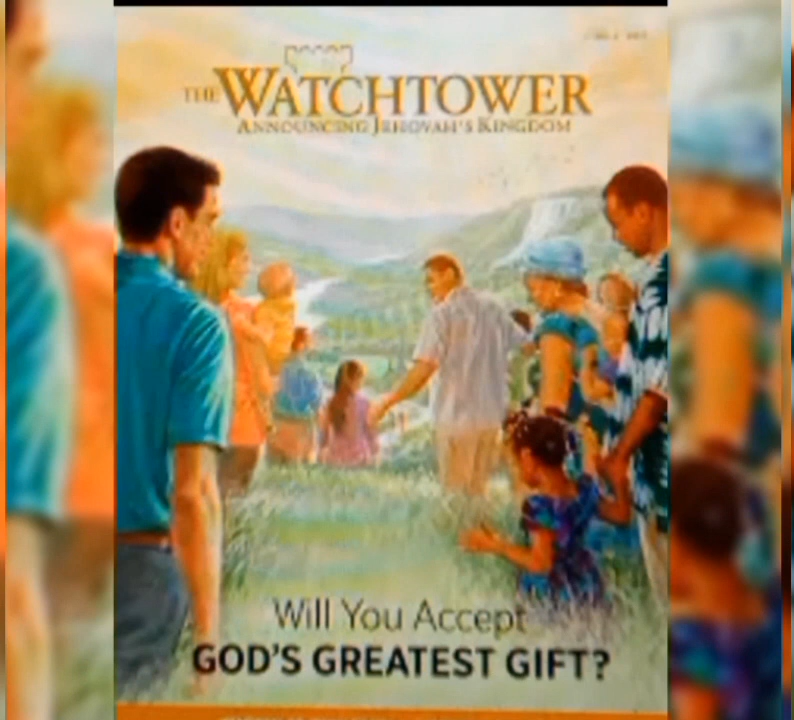 THE WATCHTOWER
ANNOUNCING JEHOVAH'S KINGDOM
Will You Accept
GOD'S GREATEST GIFT?